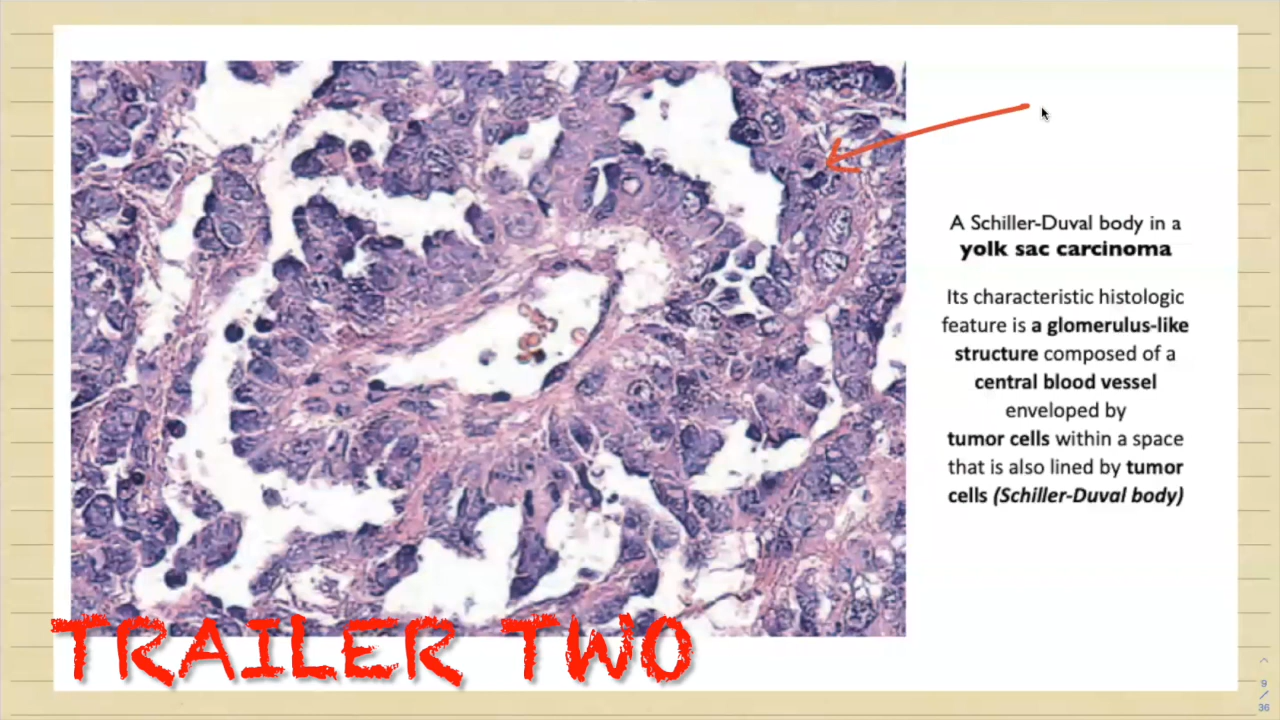 A Schiller-Duval body in a
yolk sac carcinoma
Its characteristic histologic
feature is a glomerulus-like
structure composed of a
central blood vessel
enveloped by
tumor cells within a space
that is also lined by tumor
cells (Schiller-Duval body)
TRAILER TWO
9
/
36